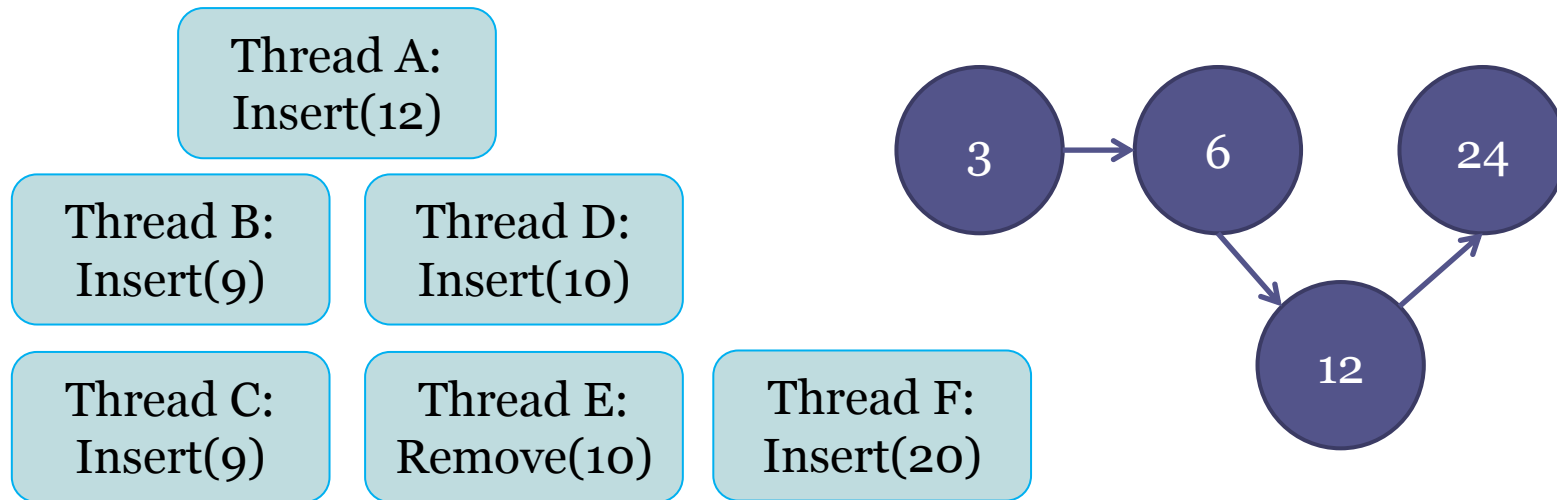 Thread A:
Insert(12)
Thread B:
Insert(9)
Thread D:
Insert(10)
Thread C:
Insert(9)
Thread E:
Remove(10)
Thread F:
Insert(20)
3
6
24
12